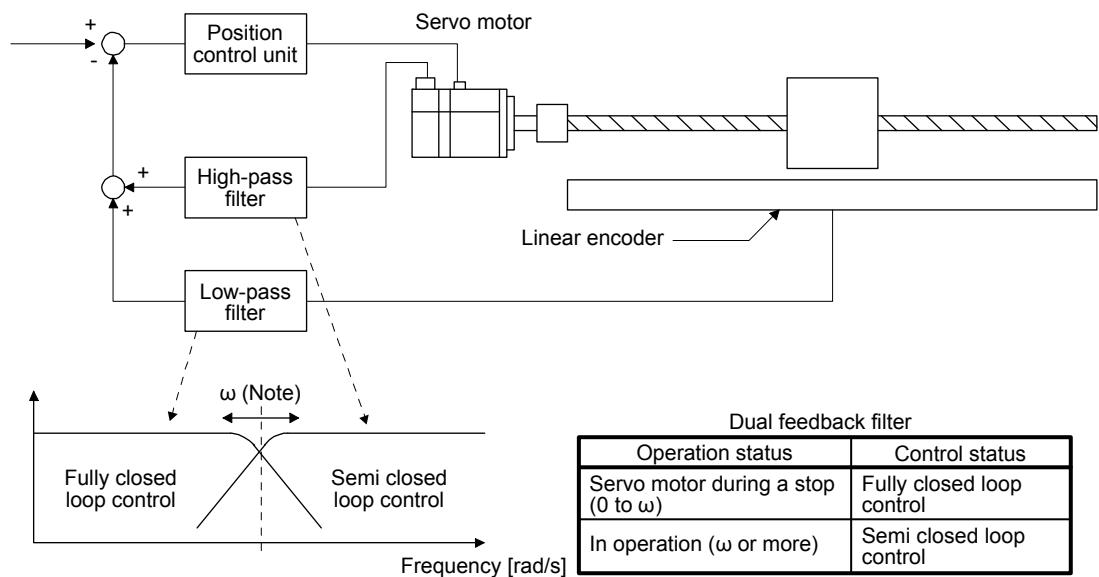 Servo motor
+
-
Position
control unit
+
+
High-pass
filter
Linear encoder
Low-pass
filter
ω (Note)
Fully closed
loop control
Semi closed
loop control
Frequency [rad/s]
Dual feedback filter
Operation status
Control status
Servo motor during a stop
(0 to ω)
Fully closed loop
control
In operation (ω or more)
Semi closed loop
control